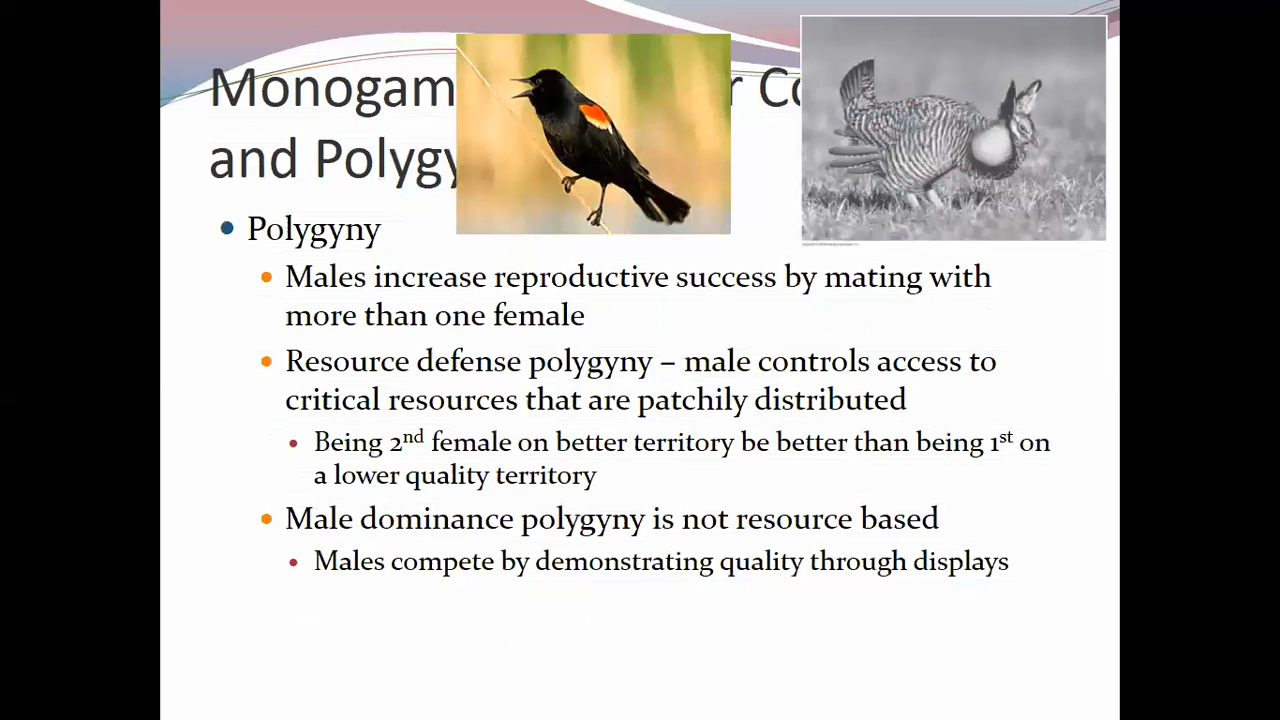 Monogam r Co
and Polygy
Polygyny
Males increase reproductive success by mating with
more than one female
Resource defense polygyny – male controls access to
critical resources that are patchily distributed
Being 2nd female on better territory be better than being 1st on
a lower quality territory
Male dominance polygyny is not resource based
Males compete by demonstrating quality through displays